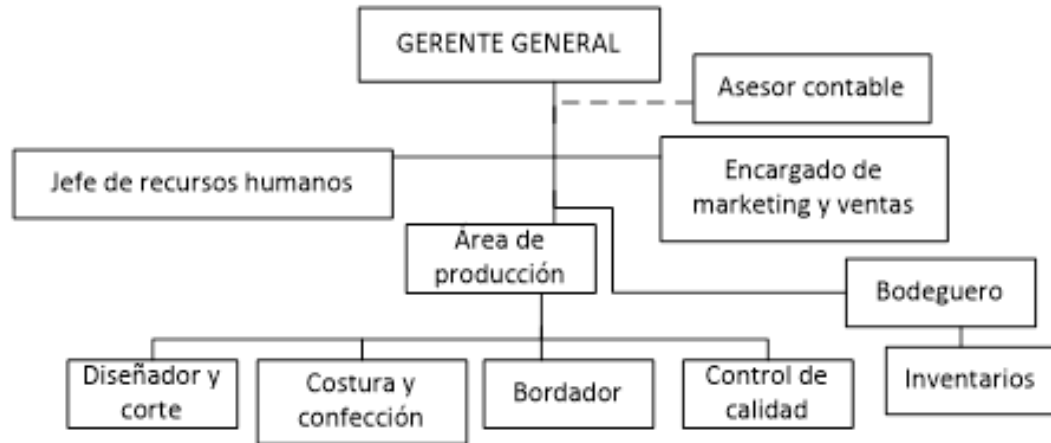 GERENTE GENERAL
Asesor contable
Jefe de recursos humanos
Encargado de
marketing y ventas
Área de
producción
Bodeguero
Diseñador y
corte
Costura y
confección
Bordador
Control de
calidad
Inventarios